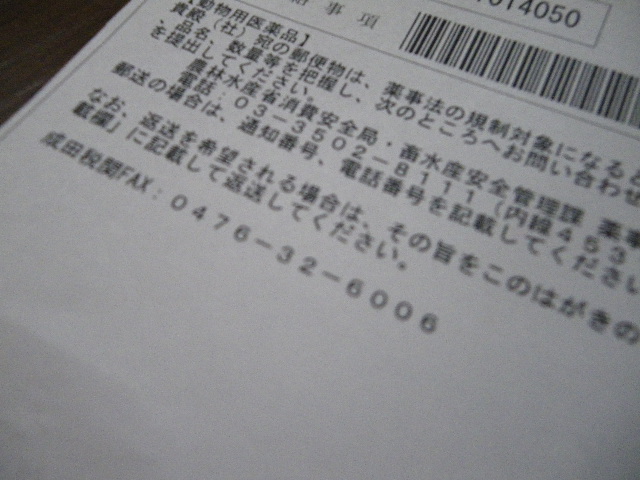 014050
事項
【動物用医薬品】
貴殿(社)宛の郵便物は、薬事法の規制対象になると
、品名、数量等を把握し、次のところへお問い合わせ
を提出してください。
農林水産省消費安全局・畜水産安全管理課 薬事
電話 03-3502-8111(内線453
郵送の場合は、通知番号、電話番号を記載してください
なお、返送を希望される場合は、その旨をこのはがきの
載欄」に記載して返送してください。
成田税関FAX:0476-32-6006